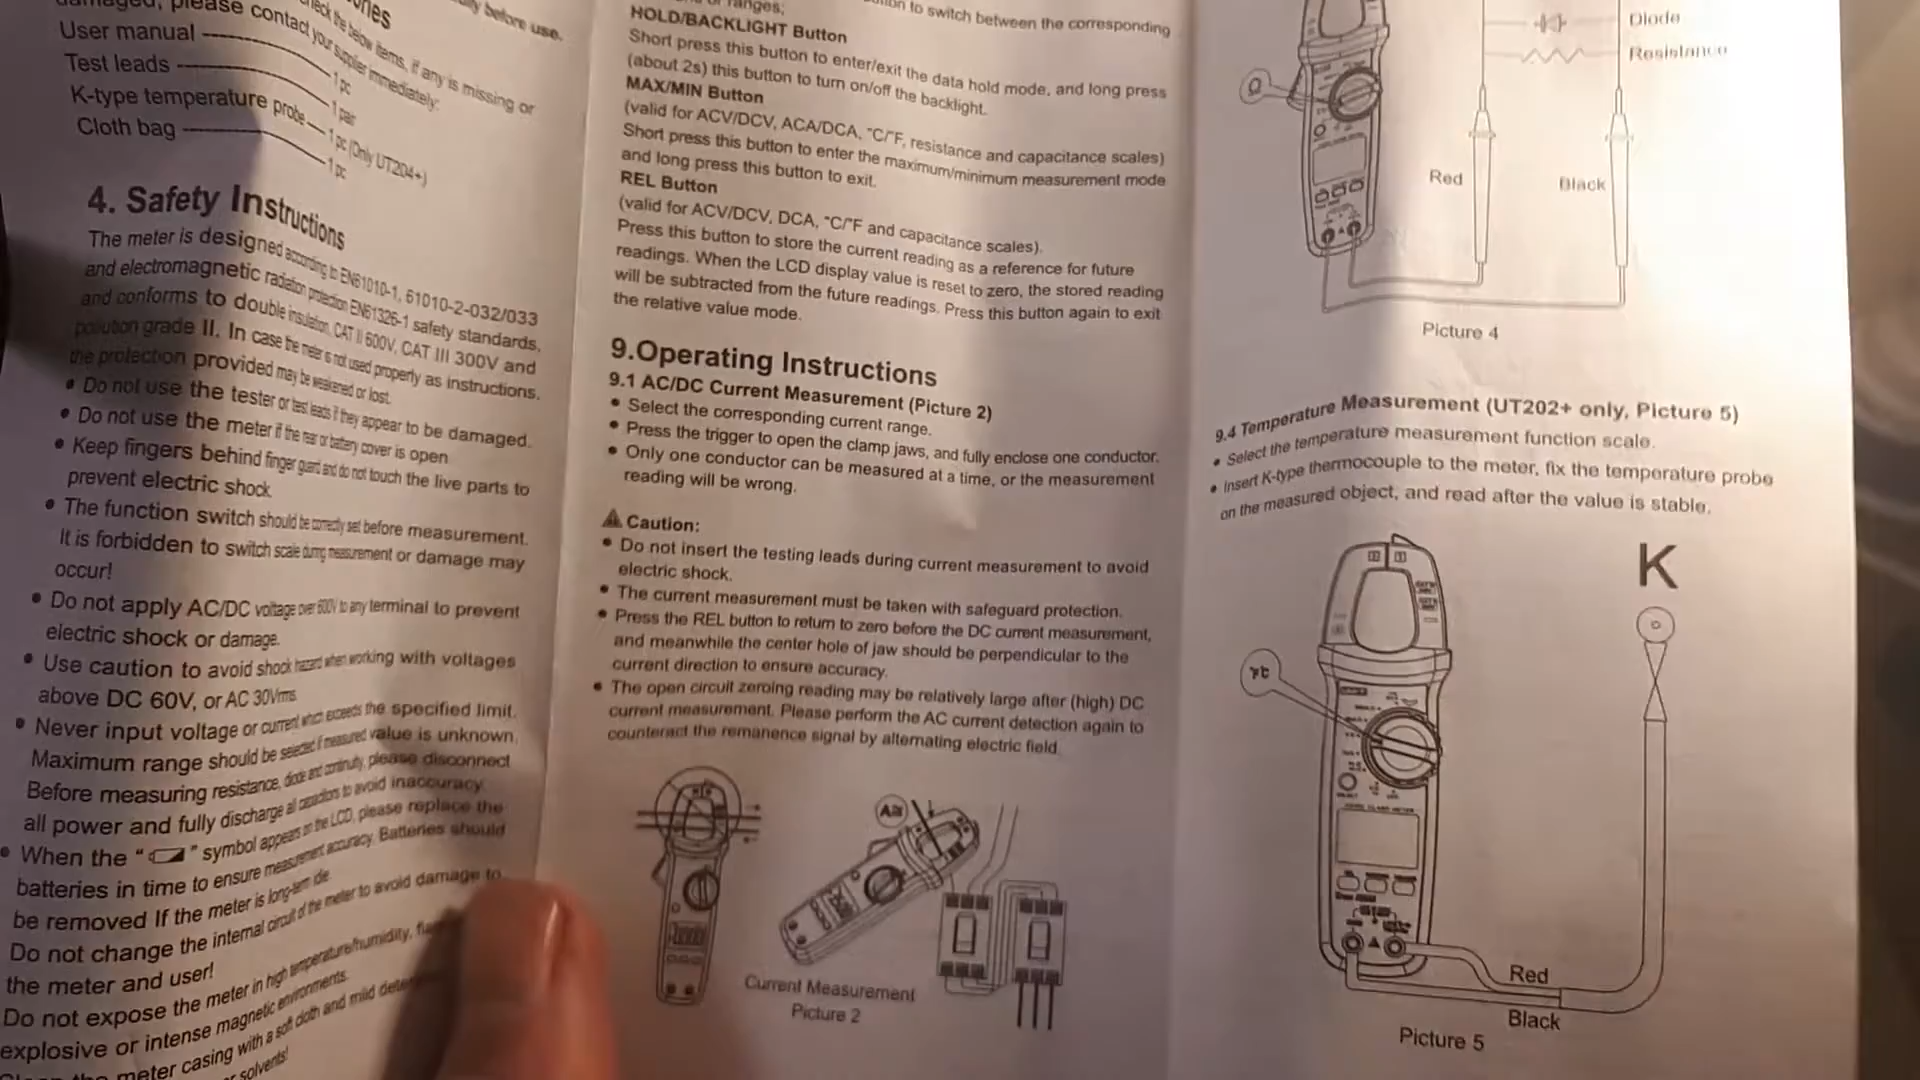 before use.
damaged, please contact your supplier immediately:
check the below items, if any is missing or
User manual 1 pc
Test leads 1 pair
K-type temperature probe 1 pc (Only UT204+)
Cloth bag 1 pc
4. Safety Instructions
The meter is designed according to EN61010-1, 61010-2-032/033
and electromagnetic radiation protection EN61326-1 safety standards,
and conforms to double insulation, CAT II 600V, CAT III 300V and
pollution grade II. In case the meter is not used properly as instructions,
the protection provided may be weakened or lost.
• Do not use the tester or test leads if they appear to be damaged.
• Do not use the meter if the rear or battery cover is open
• Keep fingers behind finger guard and do not touch the live parts to
prevent electric shock.
• The function switch should be correctly set before measurement.
It is forbidden to switch scale during measurement or damage may
occur!
• Do not apply AC/DC voltage over 600V to any terminal to prevent
electric shock or damage.
• Use caution to avoid shock hazard when working with voltages
above DC 60V, or AC 30Vrms.
• Never input voltage or current which exceeds the specified limit.
Maximum range should be selected if measured value is unknown.
Before measuring resistance, diode and continuity, please disconnect
all power and fully discharge all capacitors to avoid inaccuracy.
• When the " " symbol appears on the LCD, please replace the
batteries in time to ensure measurement accuracy. Batteries should
be removed If the meter is long-term idle.
Do not change the internal circuit of the meter to avoid damage to
the meter and user!
Do not expose the meter in high temperature/humidity,
explosive or intense magnetic environments.
meter casing with a soft cloth and mild
solvents!
ranges;
to switch between the corresponding
HOLD/BACKLIGHT Button
Short press this button to enter/exit the data hold mode, and long press
(about 2s) this button to turn on/off the backlight.
MAX/MIN Button
(valid for ACV/DCV, ACA/DCA, °C/°F, resistance and capacitance scales)
Short press this button to enter the maximum/minimum measurement mode
and long press this button to exit.
REL Button
(valid for ACV/DCV, DCA, °C/°F and capacitance scales).
Press this button to store the current reading as a reference for future
readings. When the LCD display value is reset to zero, the stored reading
will be subtracted from the future readings. Press this button again to exit
the relative value mode.
9.Operating Instructions
9.1 AC/DC Current Measurement (Picture 2)
• Select the corresponding current range.
• Press the trigger to open the clamp jaws, and fully enclose one conductor.
• Only one conductor can be measured at a time, or the measurement
reading will be wrong.
Caution:
• Do not insert the testing leads during current measurement to avoid
electric shock.
• The current measurement must be taken with safeguard protection.
• Press the REL button to return to zero before the DC current measurement,
and meanwhile the center hole of jaw should be perpendicular to the
current direction to ensure accuracy.
• The open circuit zeroing reading may be relatively large after (high) DC
current measurement. Please perform the AC current detection again to
counteract the remanence signal by alternating electric field.
Current Measurement
Picture 2
Diode
Resistance
Ω
Red
Black
Picture 4
9.4 Temperature Measurement (UT202+ only, Picture 5)
• Select the temperature measurement function scale.
• Insert K-type thermocouple to the meter, fix the temperature probe
on the measured object, and read after the value is stable.
K
Red
Black
Picture 5